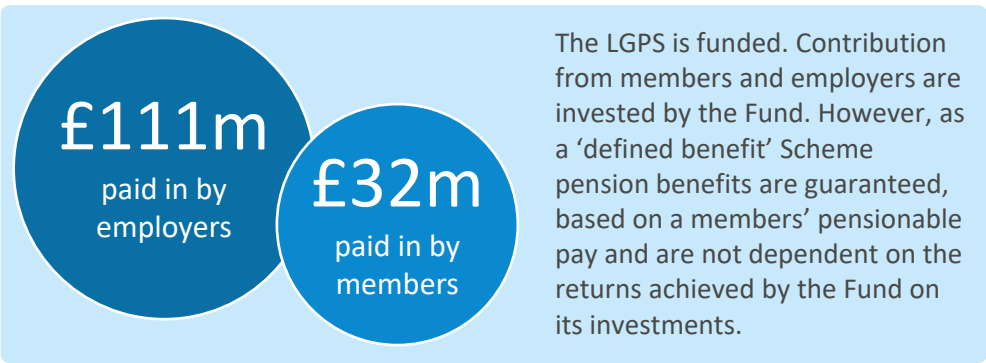 £111m
paid in by
employers
£32m
paid in by
members
The LGPS is funded. Contribution
from members and employers are
invested by the Fund. However, as
a ‘defined benefit’ Scheme
pension benefits are guaranteed,
based on a members’ pensionable
pay and are not dependent on the
returns achieved by the Fund on
its investments.